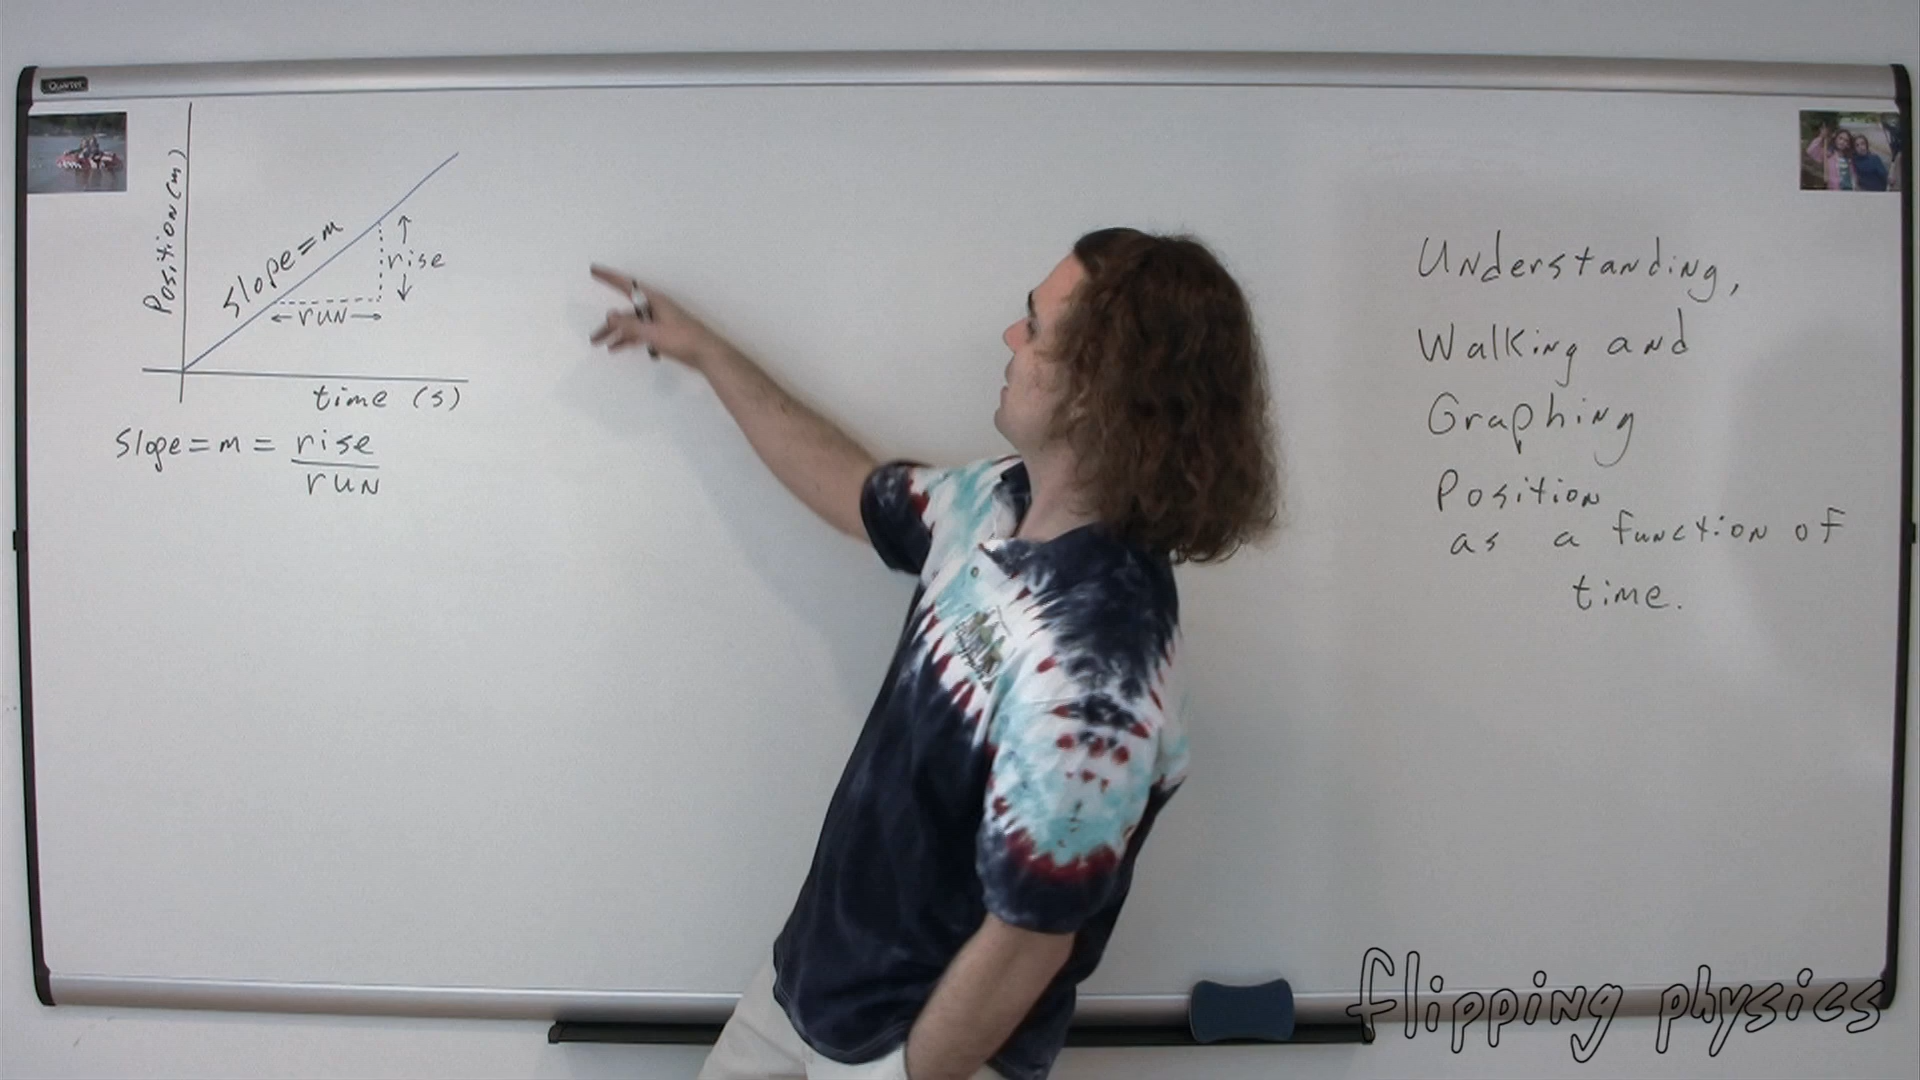 Quartet
Position (m)
slope = m
rise
run
time (s)
Slope = m = rise
run
Understanding,
Walking and
Graphing
Position
as a function of
time.
flipping physics